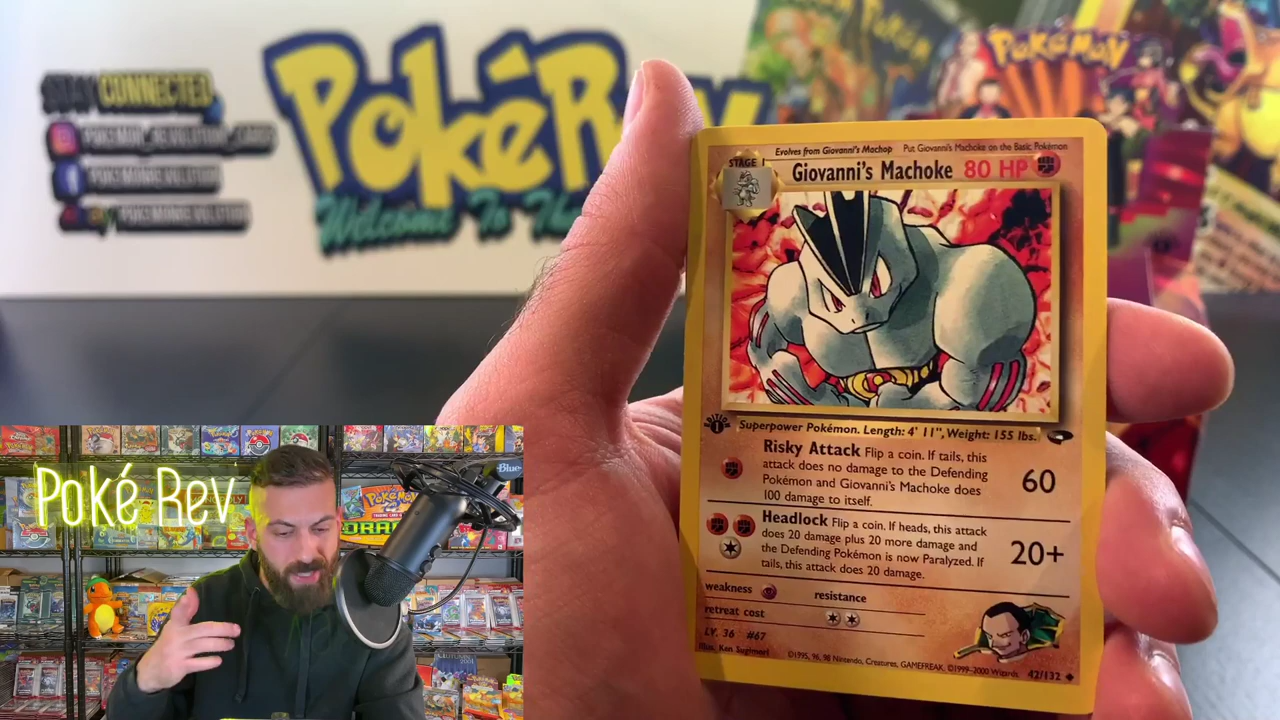 STAY CONNECTED
PokéRev
Welcome To The
Pokémon
Evolves from Giovanni's Machop Put Giovanni's Machoke on the Basic Pokémon
STAGE 1
Giovanni's Machoke 80 HP
EDITION 1
Superpower Pokémon. Length: 4' 11", Weight: 155 lbs.
Risky Attack Flip a coin. If tails, this
attack does no damage to the Defending
Pokémon and Giovanni's Machoke does
100 damage to itself.
60
Headlock Flip a coin. If heads, this attack
does 20 damage plus 20 more damage and
the Defending Pokémon is now Paralyzed. If
tails, this attack does 20 damage.
20+
weakness resistance
retreat cost
LV. 36 #67
Illus. Ken Sugimori
©1995, 96, 98 Nintendo, Creatures, GAMEFREAK. ©1999-2000 Wizards. 42/132
Poké Rev
Blue
POKéMON